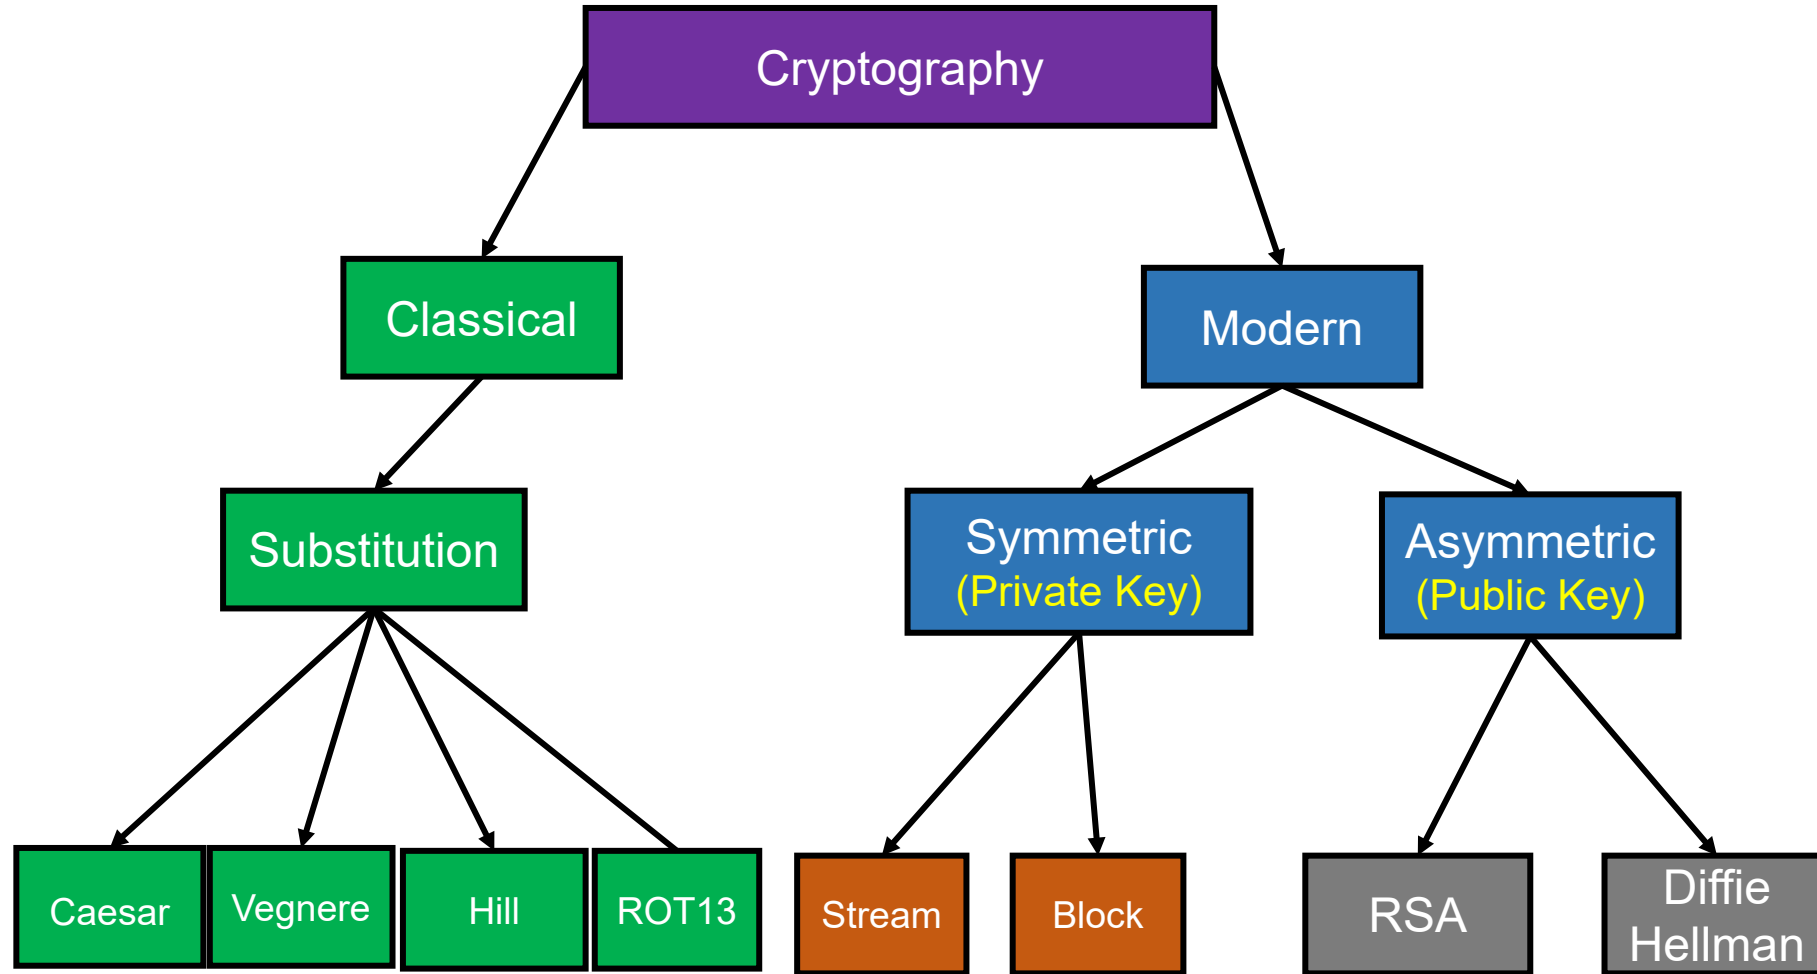 Cryptography
Classical
Modern
Substitution
Symmetric
(Private Key)
Asymmetric
(Public Key)
Caesar
Vegnere
Hill
ROT13
Stream
Block
RSA
Diffie
Hellman